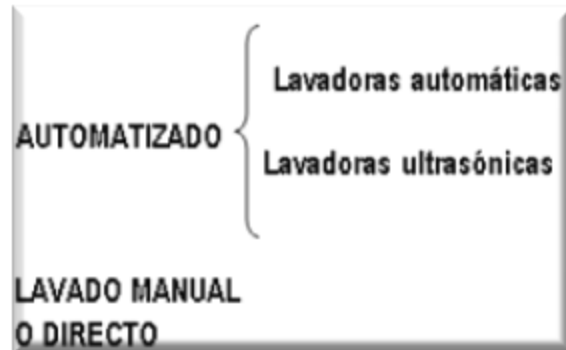 Lavadoras automáticas
AUTOMATIZADO
Lavadoras ultrasónicas
LAVADO MANUAL
O DIRECTO